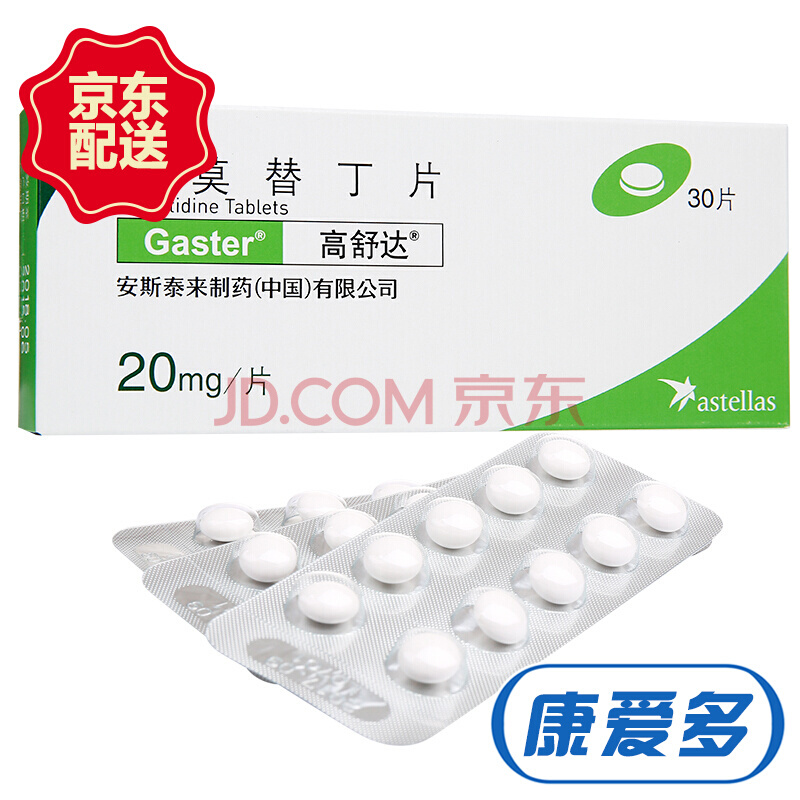 京东
配送
莫替丁片
tidine Tablets
30片
Gaster® 高舒达®
安斯泰来制药(中国)有限公司
20mg/片
JD.COM 京东
astellas
康爱多